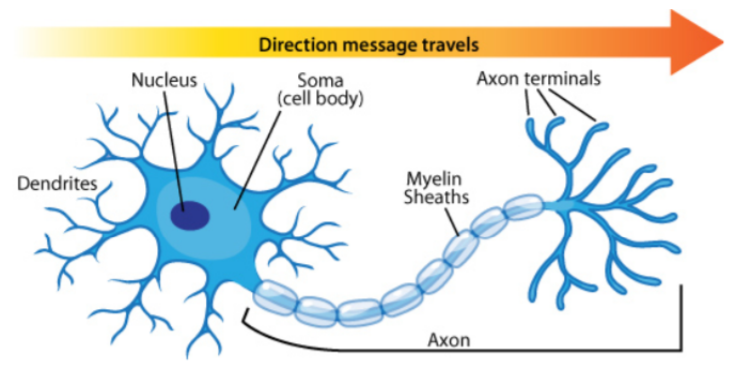 Direction message travels
Nucleus
Soma
(cell body)
Axon terminals
Dendrites
Myelin
Sheaths
Axon